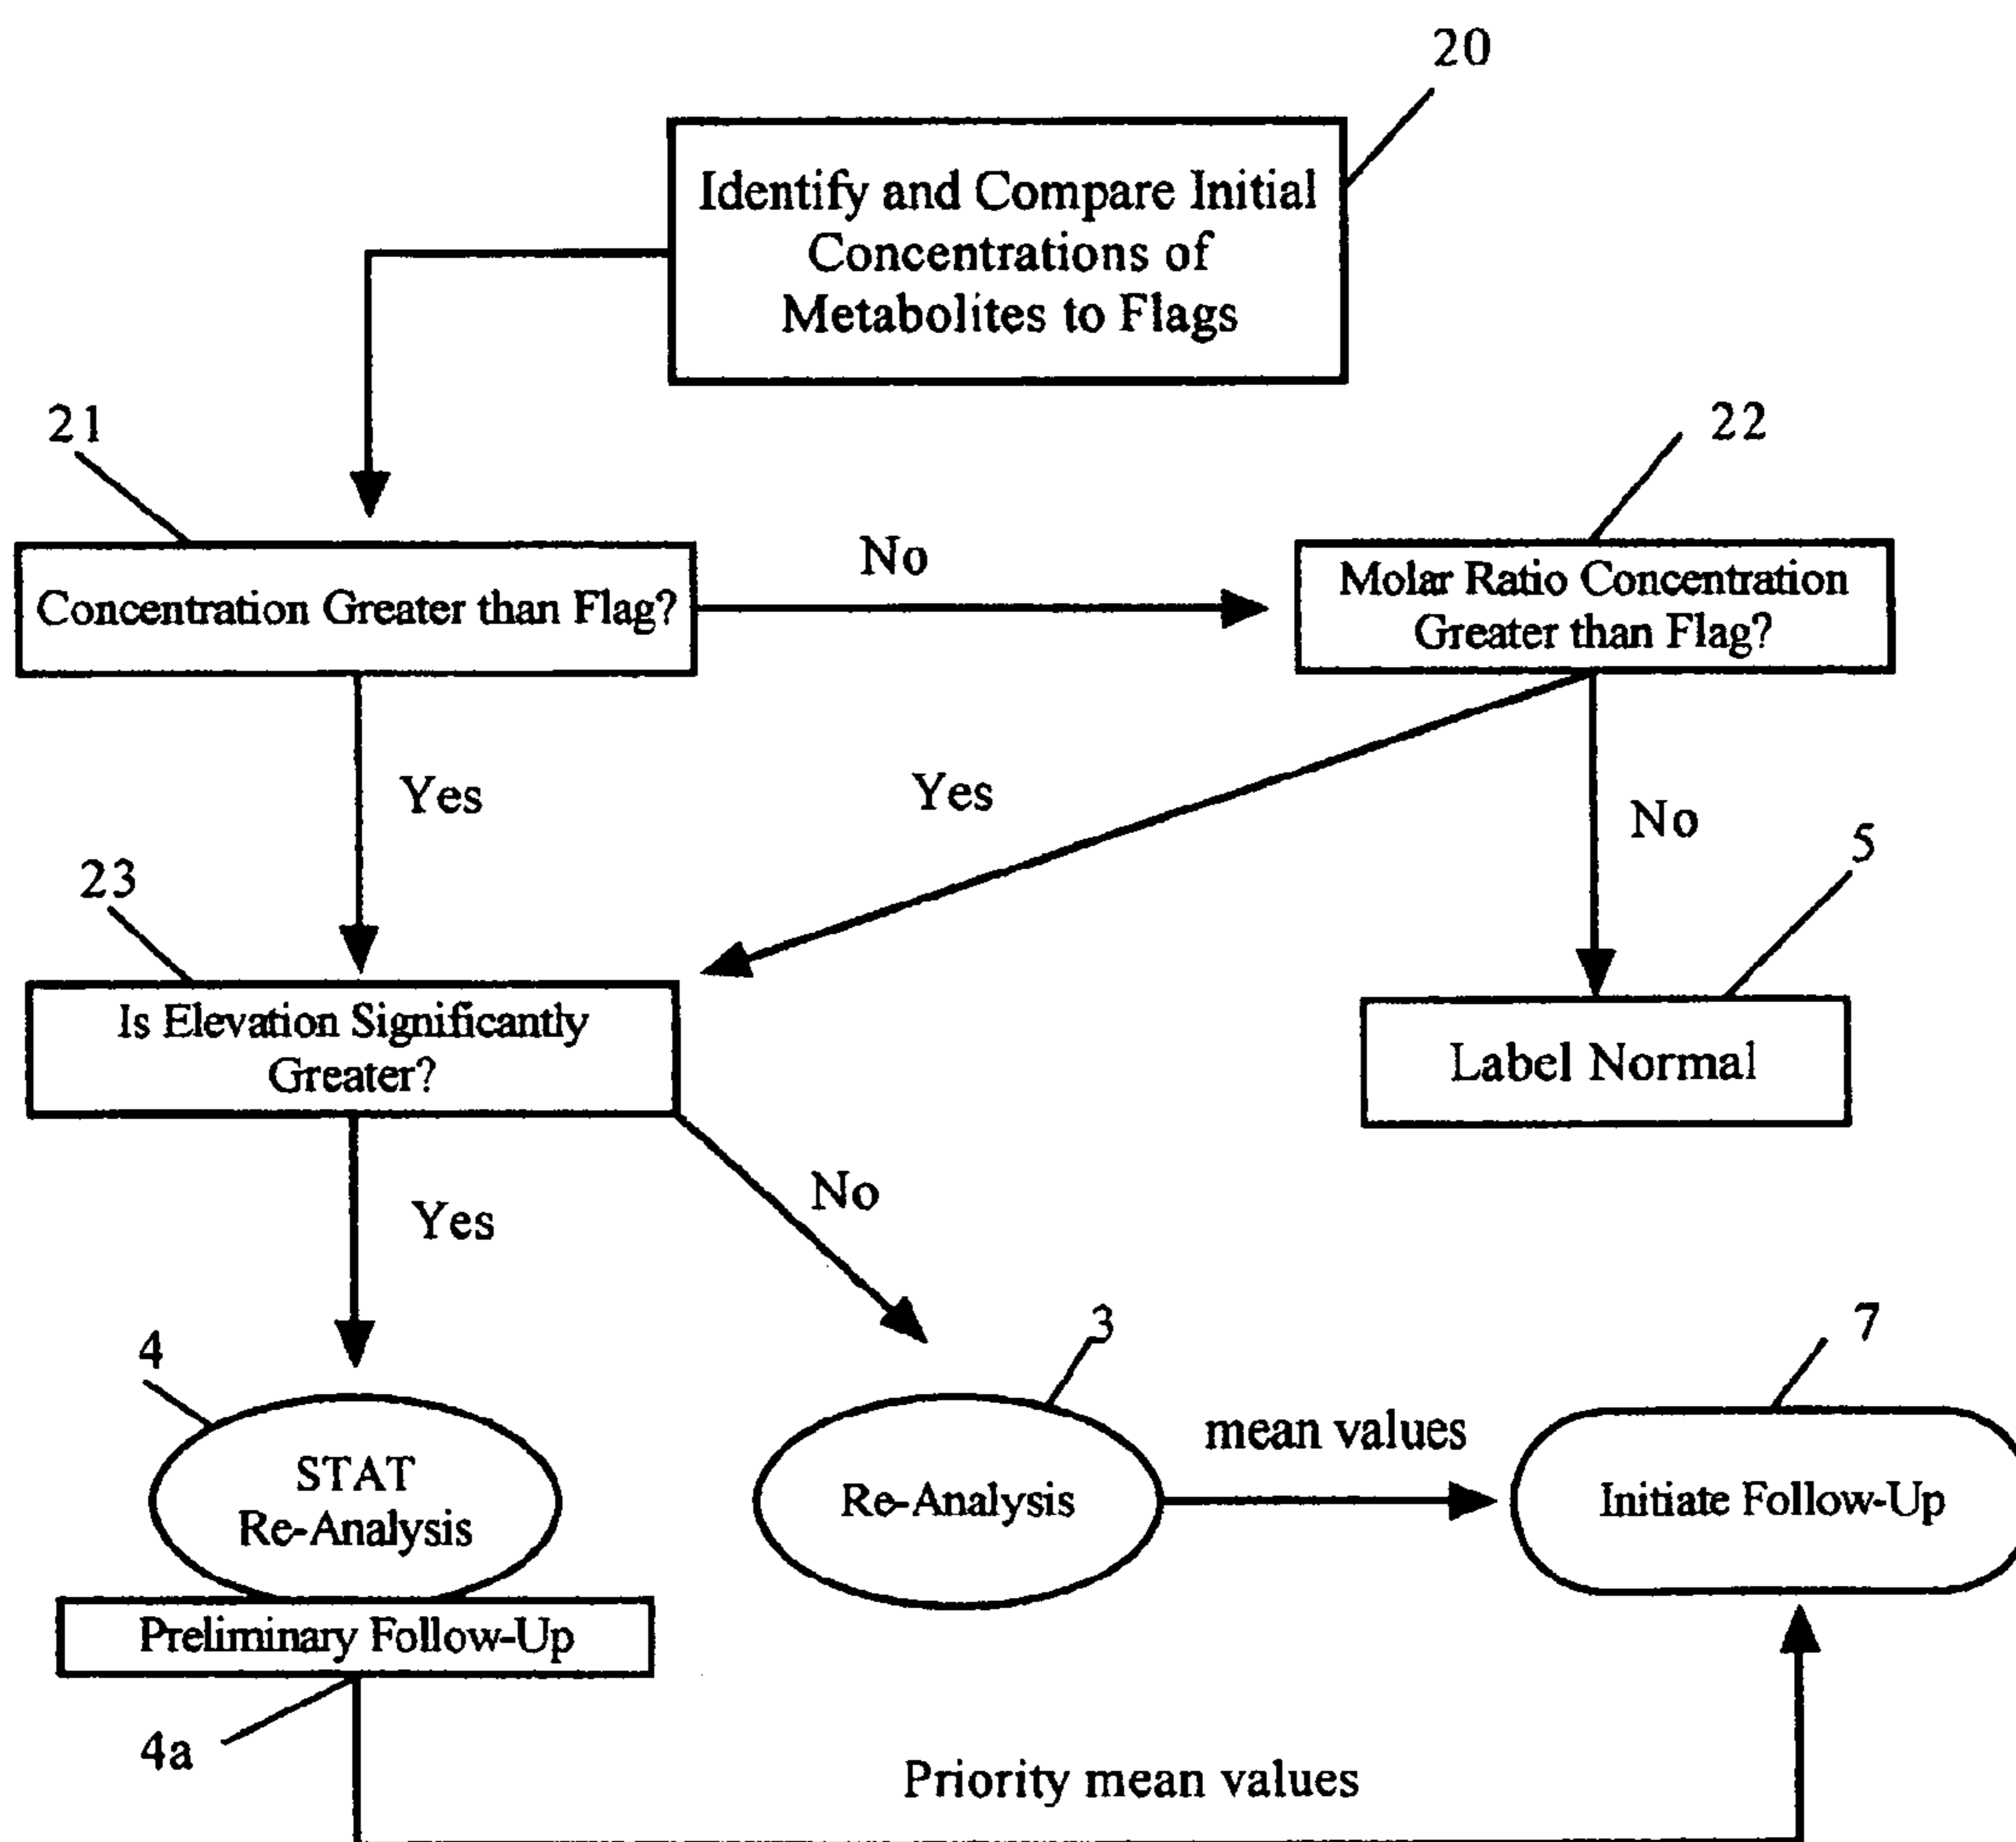 20
Identify and Compare Initial
Concentrations of
Metabolites to Flags
21
22
Concentration Greater than Flag?
No
Molar Ratio Concentration
Greater than Flag?
Yes
Yes
No
23
5
Is Elevation Significantly
Greater?
Label Normal
Yes
No
4
3
7
STAT
Re-Analysis
Re-Analysis
mean values
Initiate Follow-Up
Preliminary Follow-Up
4a
Priority mean values